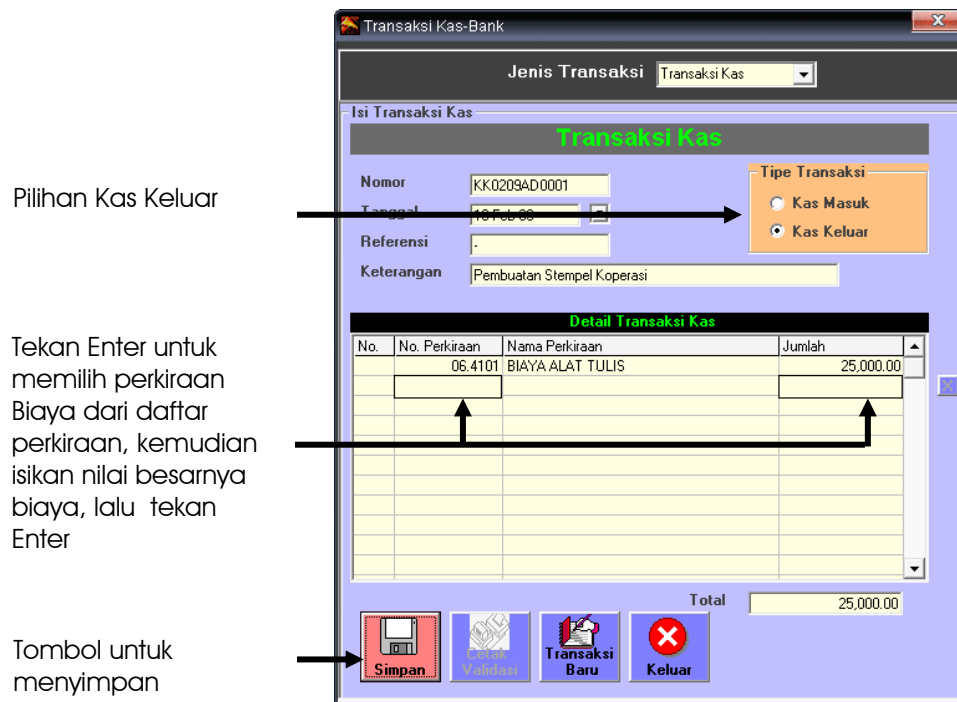 Transaksi Kas-Bank
Jenis Transaksi Transaksi Kas
Isi Transaksi Kas
Transaksi Kas
Pilihan Kas Keluar
Nomor KK0209AD0001
Tanggal
Referensi -
Keterangan Pembuatan Stempel Koperasi
Tipe Transaksi
Kas Masuk
Kas Keluar
Tekan Enter untuk
memilih perkiraan
Biaya dari daftar
perkiraan, kemudian
isikan nilai besarnya
biaya, lalu tekan
Enter
Detail Transaksi Kas
No. No. Perkiraan Nama Perkiraan Jumlah
06.4101 BIAYA ALAT TULIS 25,000.00
X
Total 25,000.00
Tombol untuk
menyimpan
Simpan
Cetak
Validasi
Transaksi
Baru
Keluar